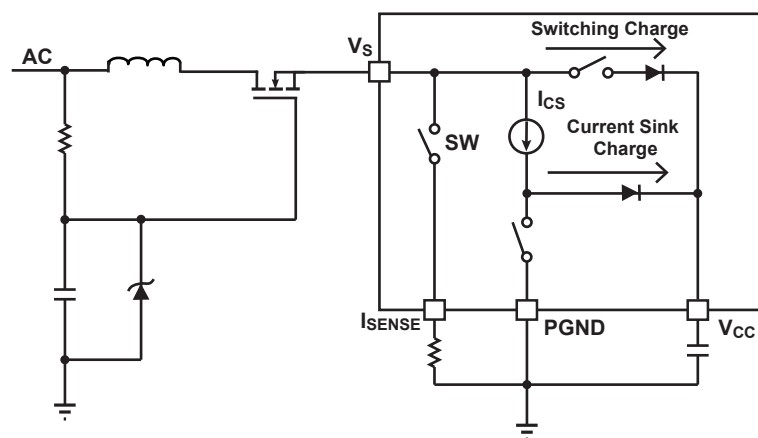 Switching Charge
AC
VS
ICS
SW
Current Sink
Charge
ISENSE
PGND
VCC